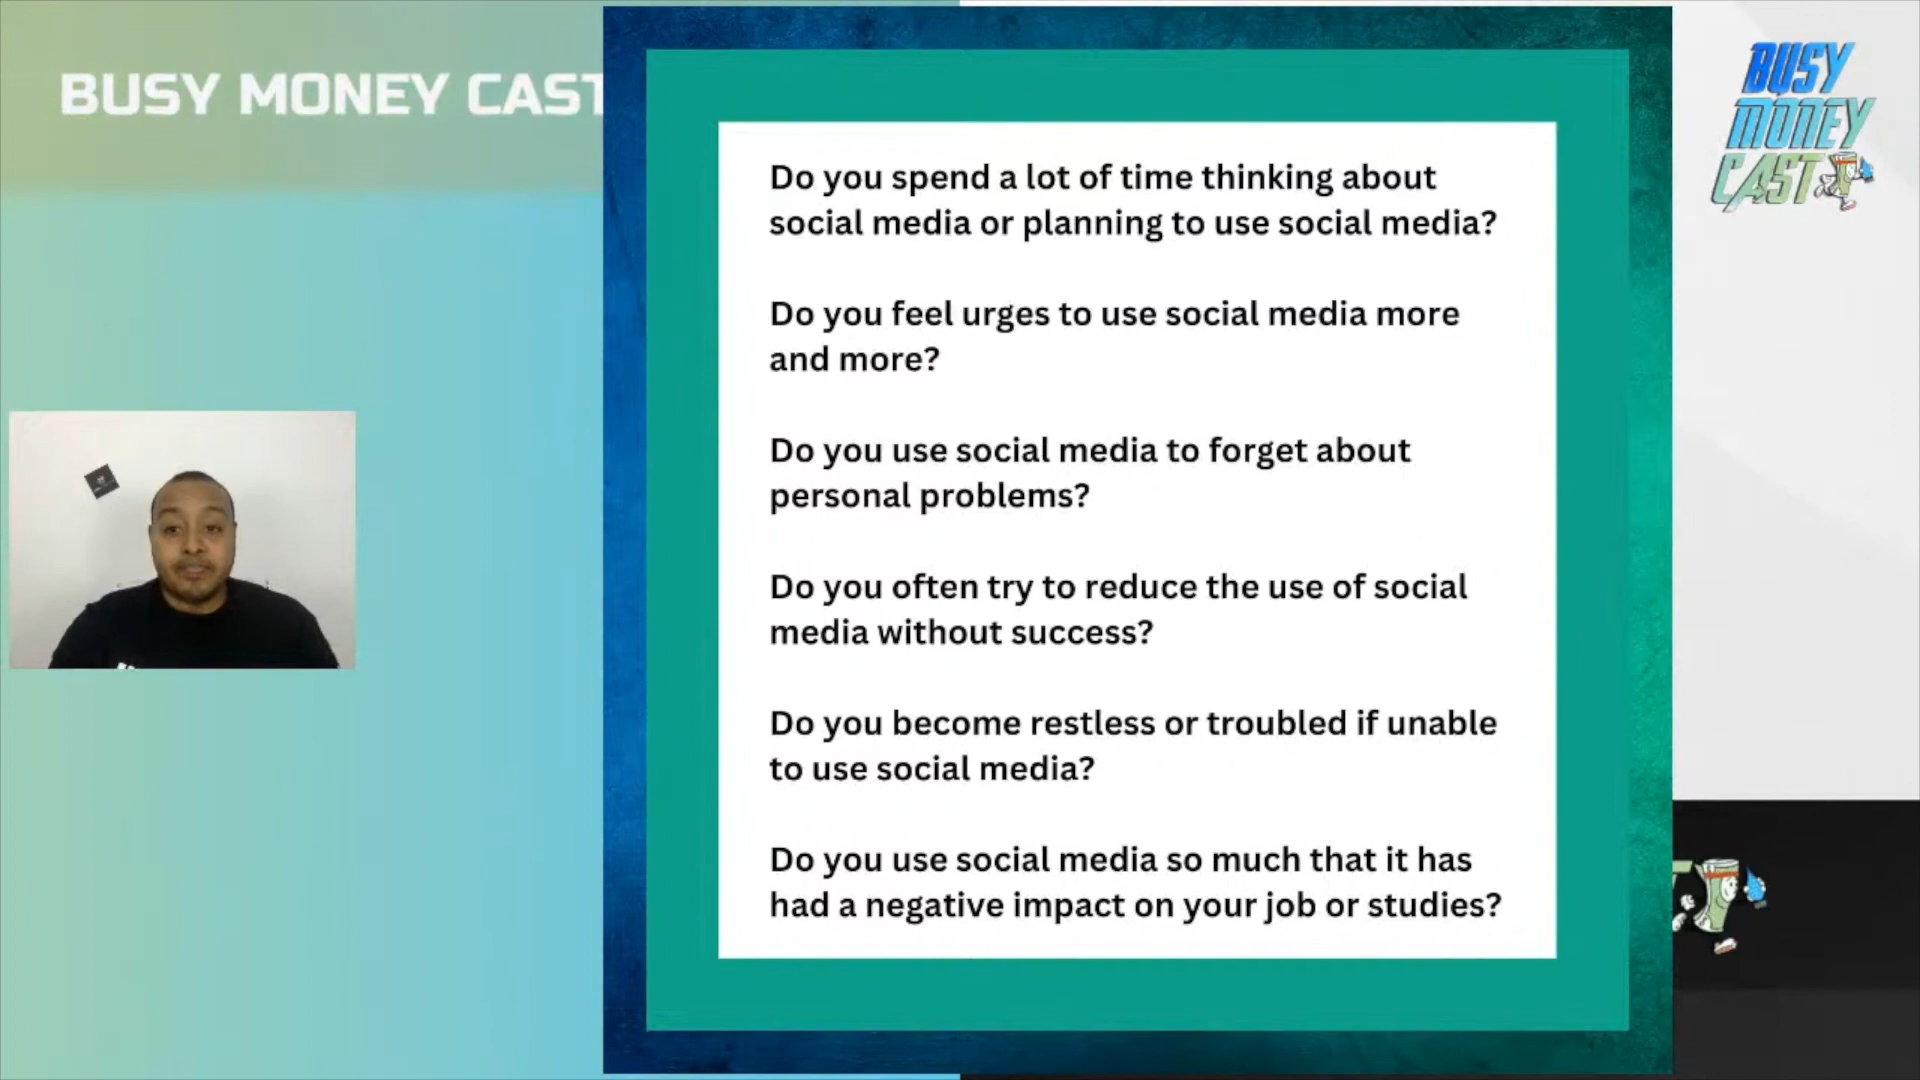 BUSY MONEY CAST
Do you spend a lot of time thinking about
social media or planning to use social media?
Do you feel urges to use social media more
and more?
Do you use social media to forget about
personal problems?
Do you often try to reduce the use of social
media without success?
Do you become restless or troubled if unable
to use social media?
Do you use social media so much that it has
had a negative impact on your job or studies?
BUSY
MONEY
CAST